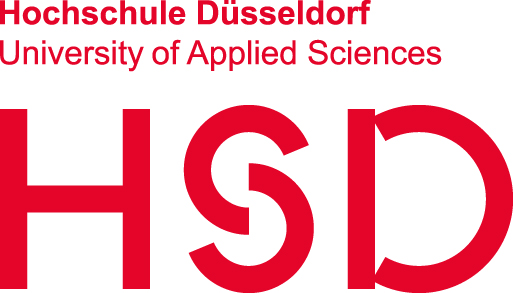 Hochschule Düsseldorf
University of Applied Sciences
HSD